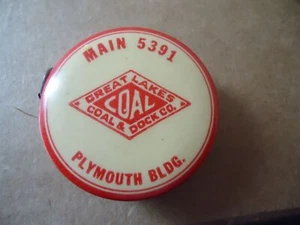 MAIN 5391
GREAT LAKES
COAL
COAL & DOCK CO.
PLYMOUTH BLDG.